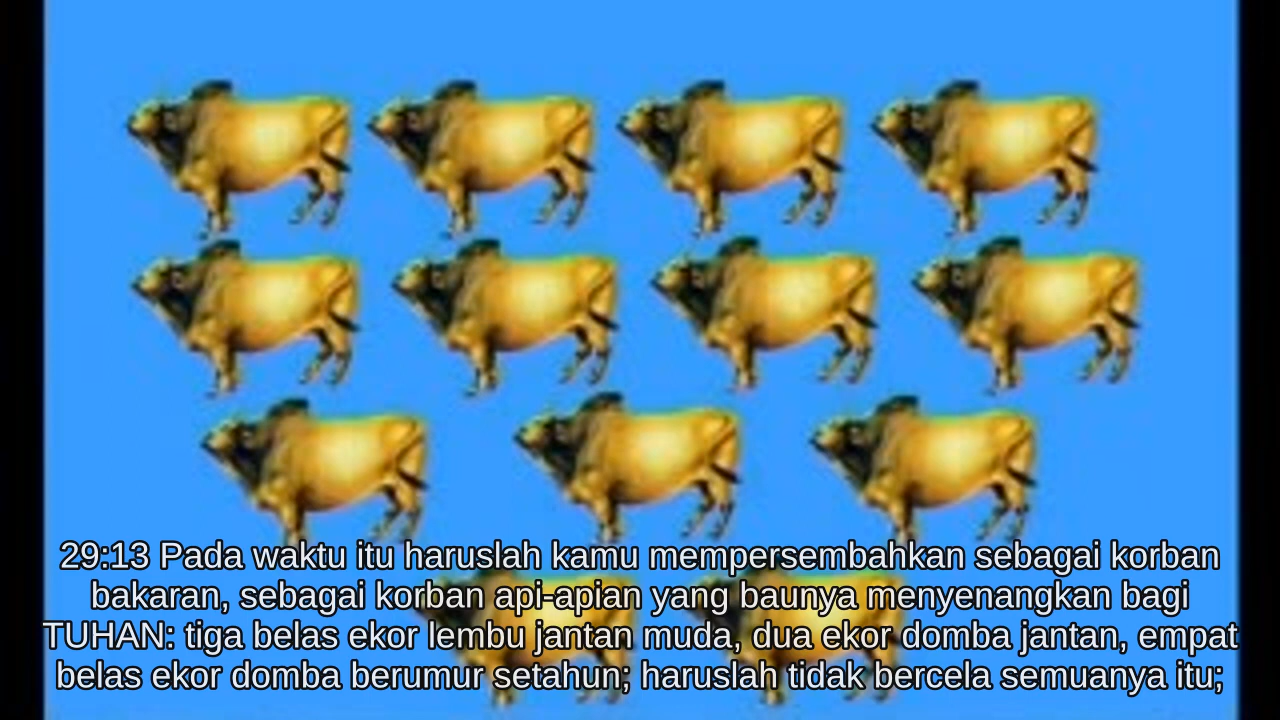 29:13 Pada waktu itu haruslah kamu mempersembahkan sebagai korban
bakaran, sebagai korban api-apian yang baunya menyenangkan bagi
TUHAN: tiga belas ekor lembu jantan muda, dua ekor domba jantan, empat
belas ekor domba berumur setahun; haruslah tidak bercela semuanya itu;